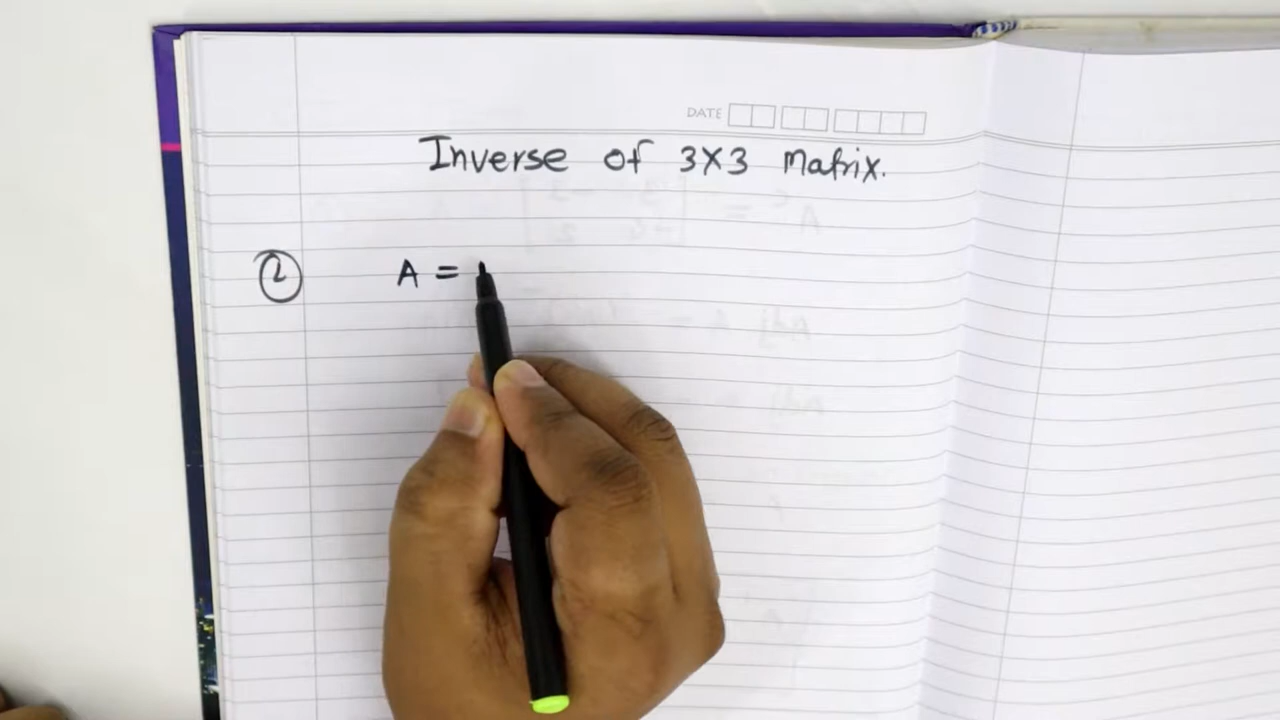 DATE
Inverse of 3x3 Matrix.
2 A =